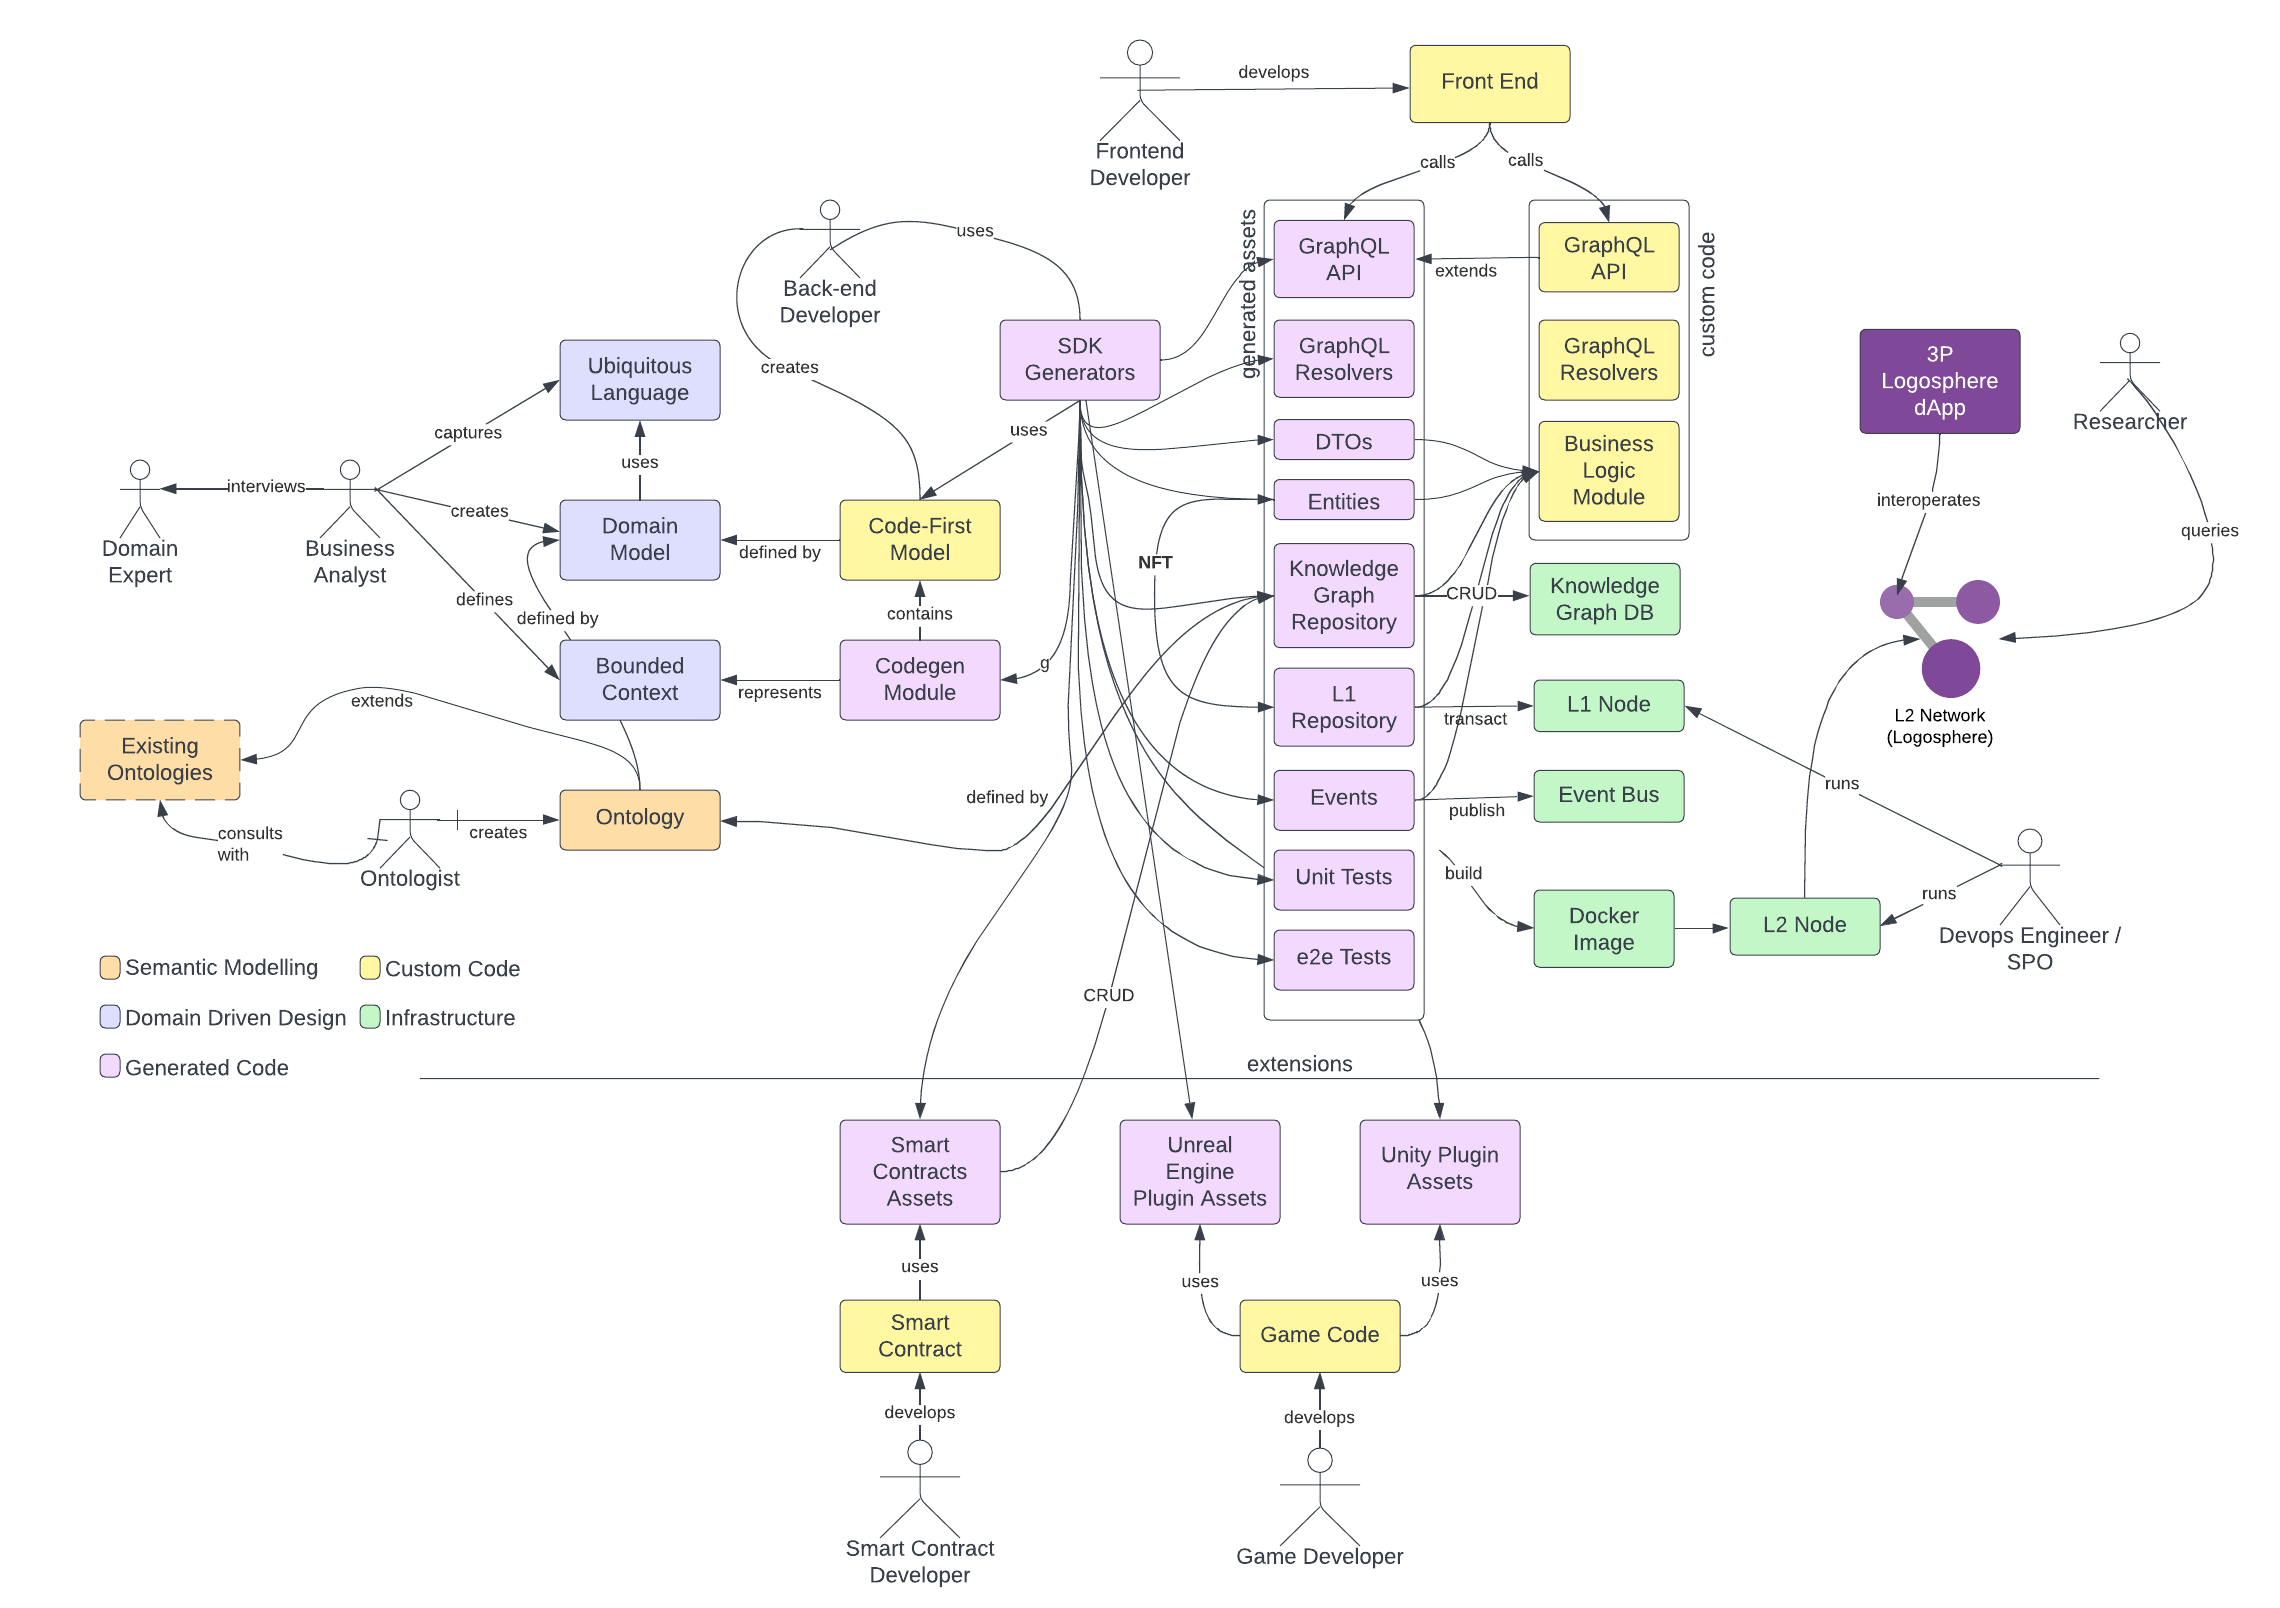 develops
Front End
Frontend
Developer
calls
calls
uses
Back-end
Developer
generated assets
GraphQL
API
extends
GraphQL
API
custom code
SDK
Generators
GraphQL
Resolvers
GraphQL
Resolvers
3P
Logosphere
dApp
Researcher
Ubiquitous
Language
creates
captures
uses
uses
DTOs
Business
Logic
Module
interviews
Domain
Expert
Business
Analyst
creates
Domain
Model
defined by
Code-First
Model
Entities
interoperates
queries
NFT
defines
defined by
contains
Knowledge
Graph
Repository
CRUD
Knowledge
Graph DB
Bounded
Context
represents
Codegen
Module
g
L1
Repository
transact
L1 Node
L2 Network
(Logosphere)
extends
Existing
Ontologies
consults
with
Ontologist
creates
Ontology
defined by
Events
publish
Event Bus
runs
Unit Tests
build
Docker
Image
L2 Node
runs
Devops Engineer /
SPO
e2e Tests
Semantic Modelling
Custom Code
Domain Driven Design
Infrastructure
Generated Code
CRUD
extensions
Smart
Contracts
Assets
Unreal
Engine
Plugin Assets
Unity Plugin
Assets
uses
uses
uses
Smart
Contract
Game Code
develops
develops
Smart Contract
Developer
Game Developer